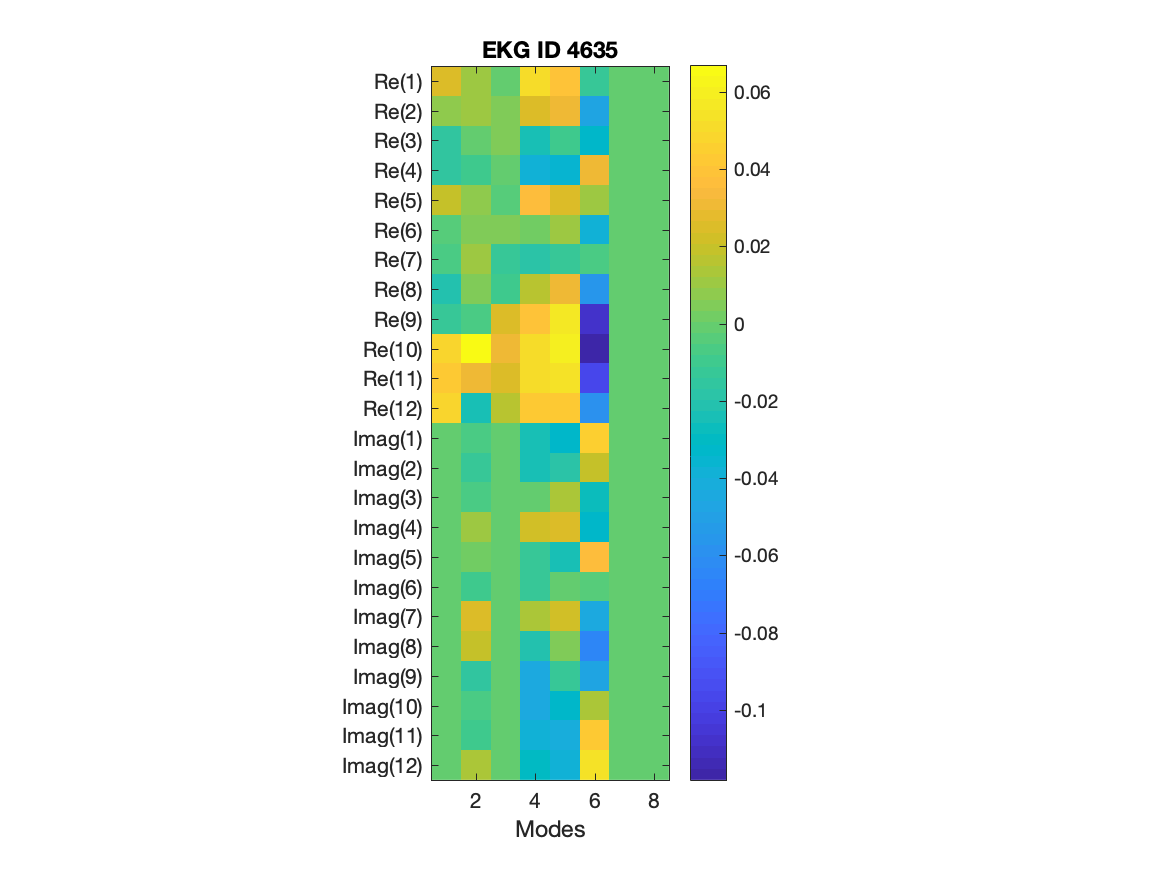 EKG ID 4635
Re(1)
Re(2)
Re(3)
Re(4)
Re(5)
Re(6)
Re(7)
Re(8)
Re(9)
Re(10)
Re(11)
Re(12)
Imag(1)
Imag(2)
Imag(3)
Imag(4)
Imag(5)
Imag(6)
Imag(7)
Imag(8)
Imag(9)
Imag(10)
Imag(11)
Imag(12)
2 4 6 8
Modes
0.06
0.04
0.02
0
-0.02
-0.04
-0.06
-0.08
-0.1